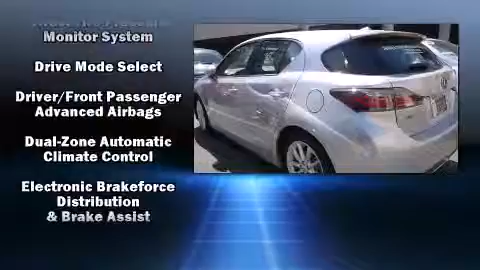 Monitor System
Drive Mode Select
Driver/Front Passenger
Advanced Airbags
Dual-Zone Automatic
Climate Control
Electronic Brakeforce
Distribution
& Brake Assist